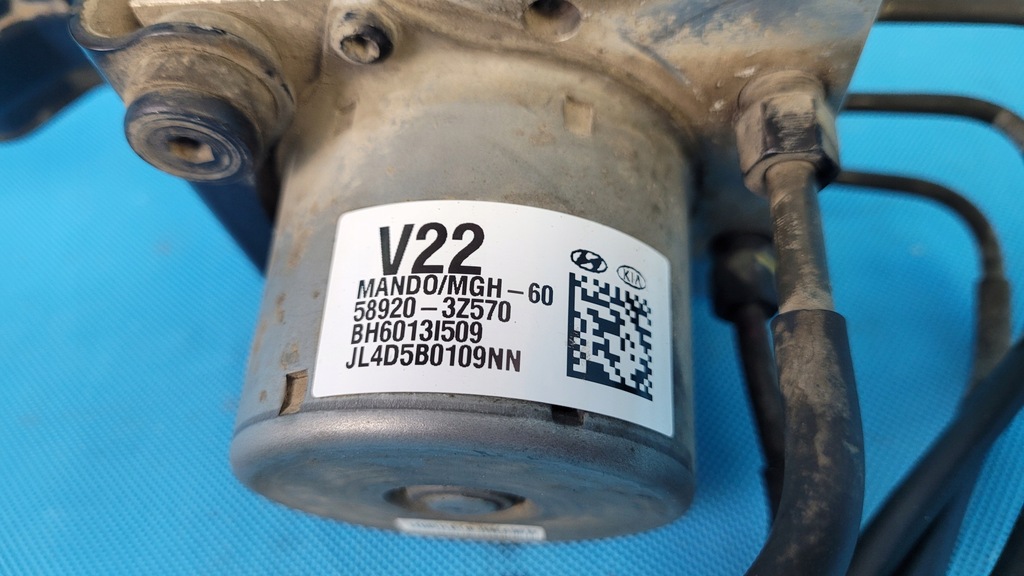 V22
MANDO/MGH-60
58920-3Z570
BH6013I509
JL4D5B0109NN
KIA